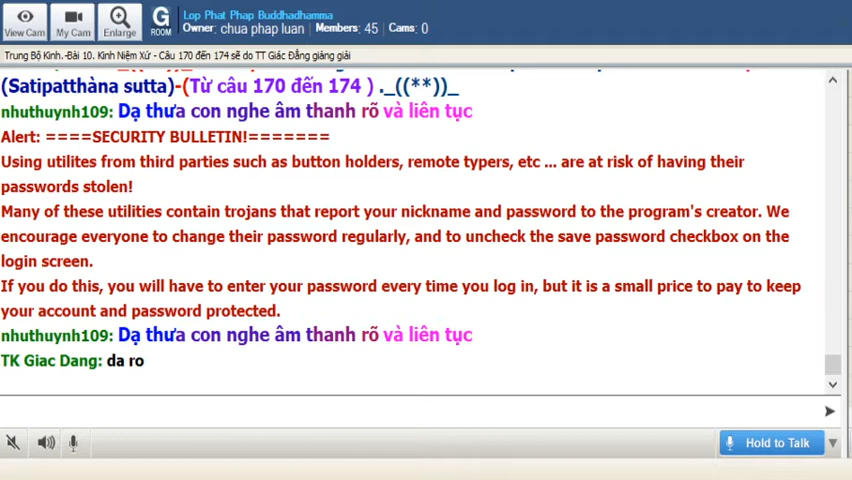 Lop Phat Phap Buddhadhamma
Owner: chua phap luan Members: 45 Cams: 0
View Cam My Cam Enlarge G ROOM
Trung Bộ Kinh.-Bài 10. Kinh Niệm Xứ - Câu 170 đến 174 sẽ do TT Giác Đẳng giảng giải
(Satipatthàna sutta)-(Từ câu 170 đến 174 ) ._((**))_
nhuthuynh109: Dạ thưa con nghe âm thanh rõ và liên tục
Alert: ====SECURITY BULLETIN!=======
Using utilites from third parties such as button holders, remote typers, etc ... are at risk of having their
passwords stolen!
Many of these utilities contain trojans that report your nickname and password to the program's creator. We
encourage everyone to change their password regularly, and to uncheck the save password checkbox on the
login screen.
If you do this, you will have to enter your password every time you log in, but it is a small price to pay to keep
your account and password protected.
nhuthuynh109: Dạ thưa con nghe âm thanh rõ và liên tục
TK Giac Dang: da ro
Hold to Talk